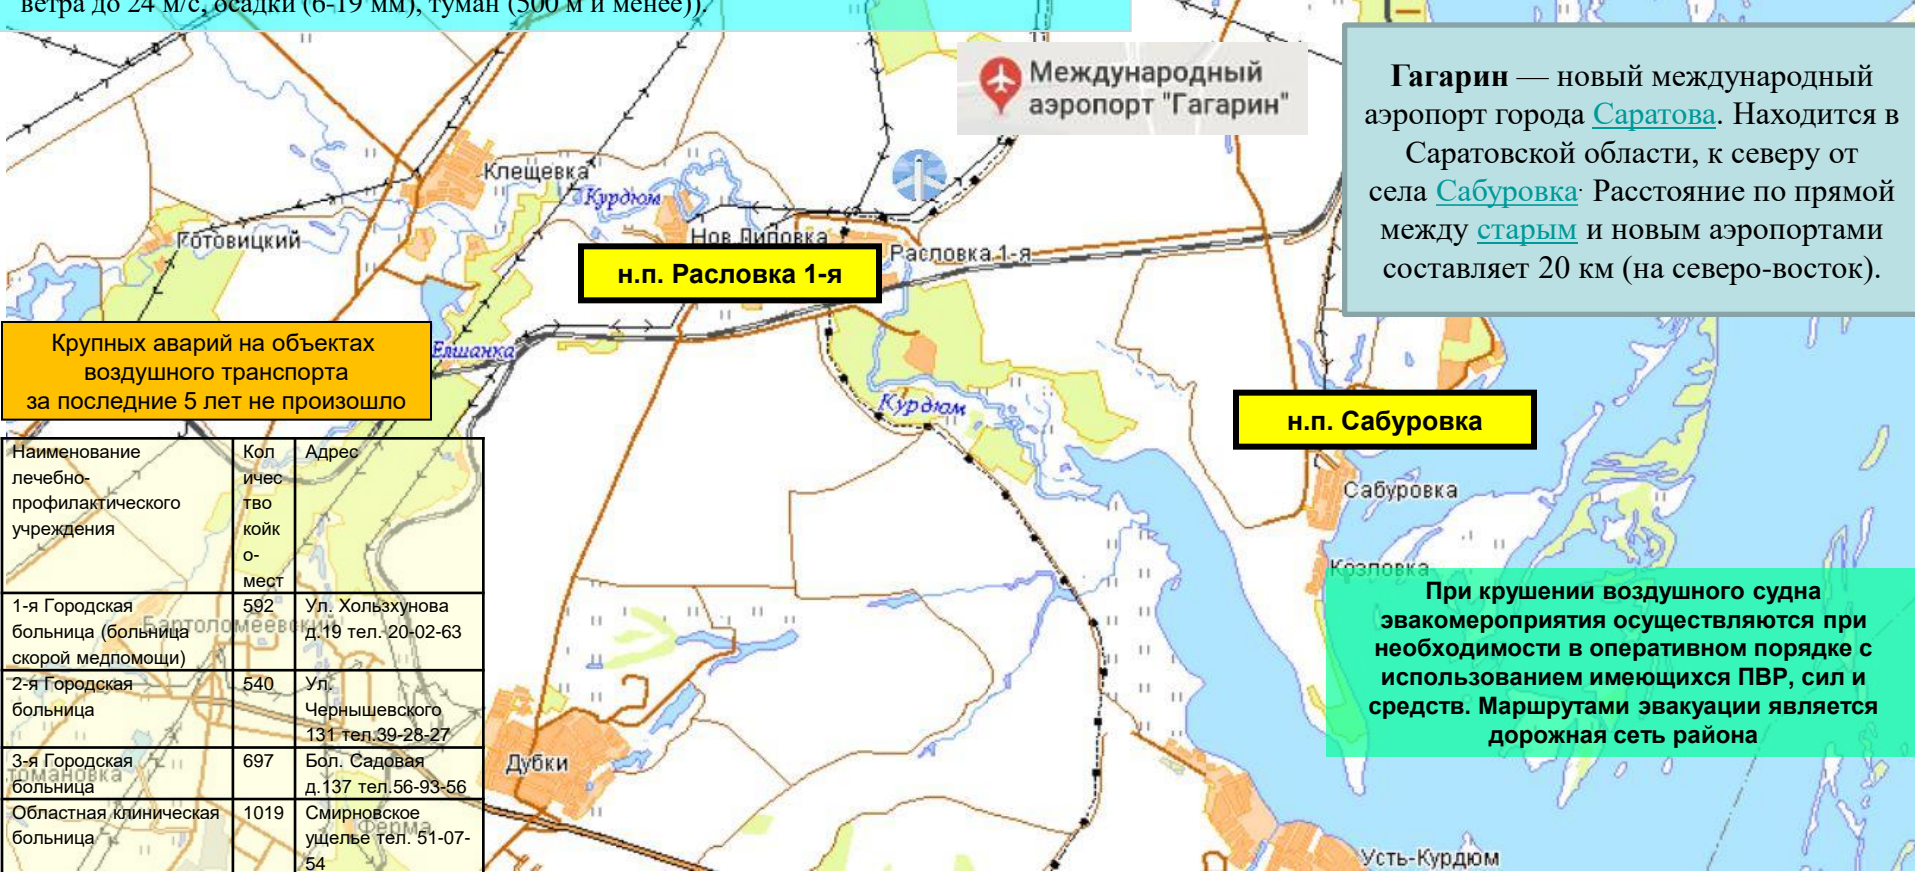 ветра до 24 м/с, осадки (6-19 мм), туман (500 м и менее)).
Международный
аэропорт "Гагарин"
Гагарин — новый международный
аэропорт города Саратова. Находится в
Саратовской области, к северу от
села Сабуровка. Расстояние по прямой
между старым и новым аэропортами
составляет 20 км (на северо-восток).
Клещевка
Курдюм
Готовицкий
Нов.Липовка
Расловка 1-я
н.п. Расловка 1-я
Елшанка
Крупных аварий на объектах
воздушного транспорта
за последние 5 лет не произошло
Курдюм
н.п. Сабуровка
Сабуровка
Козловка
При крушении воздушного судна
эвакомероприятия осуществляются при
необходимости в оперативном порядке с
использованием имеющихся ПВР, сил и
средств. Маршрутами эвакуации является
дорожная сеть района
Наименование
лечебно-
профилактического
учреждения
Кол
ичес
тво
койк
о-
мест
Адрес
1-я Городская
больница (больница
скорой медпомощи)
592
Ул. Хользхунова
д.19 тел. 20-02-63
2-я Городская
больница
540
Ул.
Чернышевского
131 тел.39-28-27
3-я Городская
больница
697
Бол. Садовая
д.137 тел.56-93-56
Областная клиническая
больница
1019
Смирновское
ущелье тел. 51-07-
54
Бартоломеевский
Ферма
Дубки
Усть-Курдюм